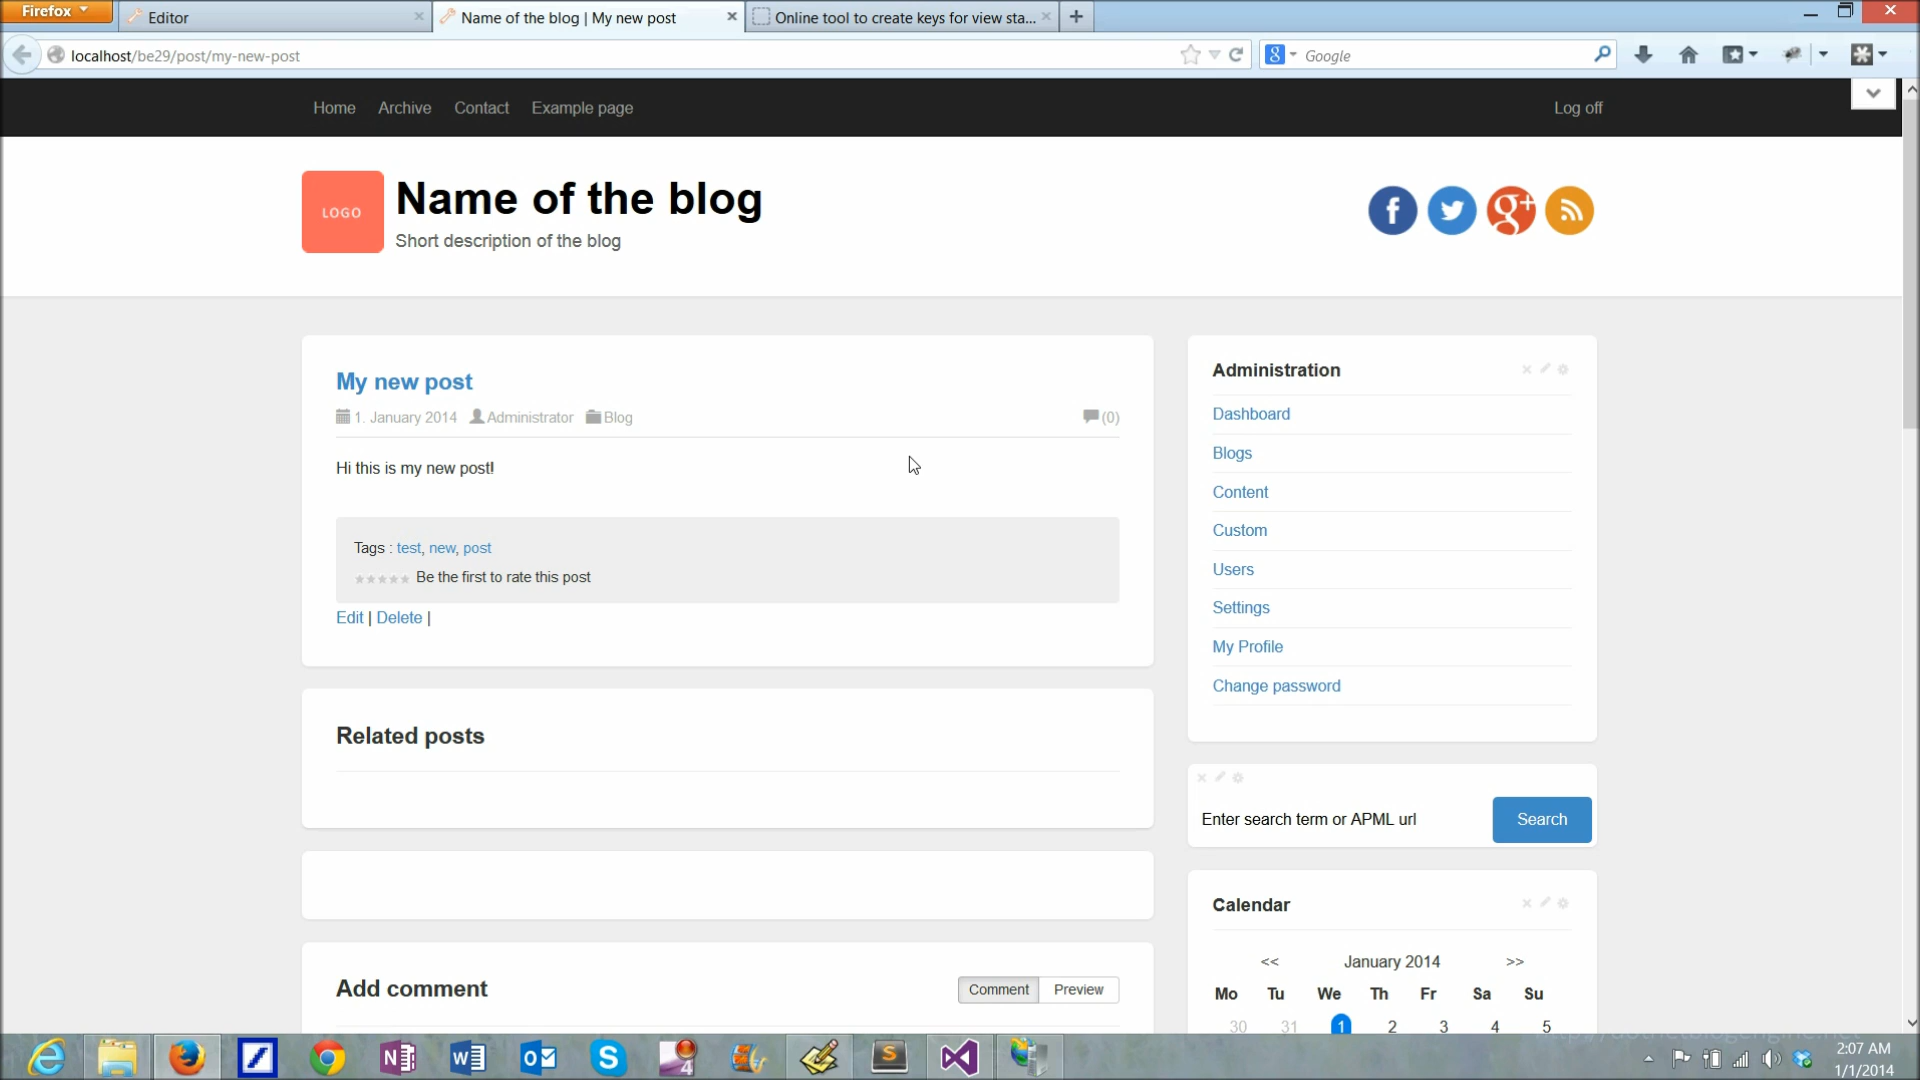 Firefox
Editor
Name of the blog | My new post
Online tool to create keys for view sta...
localhost/be29/post/my-new-post
Google
Home
Archive
Contact
Example page
Log off
LOGO
Name of the blog
Short description of the blog
My new post
1. January 2014
Administrator
Blog
(0)
Hi this is my new post!
Tags : test, new, post
Be the first to rate this post
Edit | Delete |
Related posts
Add comment
Comment
Preview
Administration
Dashboard
Blogs
Content
Custom
Users
Settings
My Profile
Change password
Enter search term or APML url
Search
Calendar
<< January 2014 >>
Mo Tu We Th Fr Sa Su
30 31 1 2 3 4 5
2:07 AM
1/1/2014